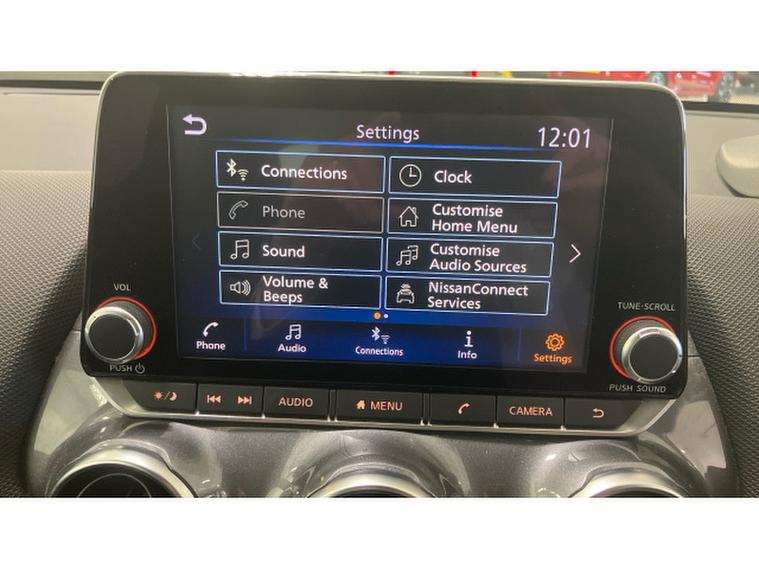 Settings
12:01
Connections
Clock
Phone
Customise
Home Menu
Sound
Customise
Audio Sources
Volume &
Beeps
NissanConnect
Services
Phone
Audio
Connections
Info
Settings
VOL
PUSH
TUNE·SCROLL
PUSH SOUND
AUDIO
MENU
CAMERA